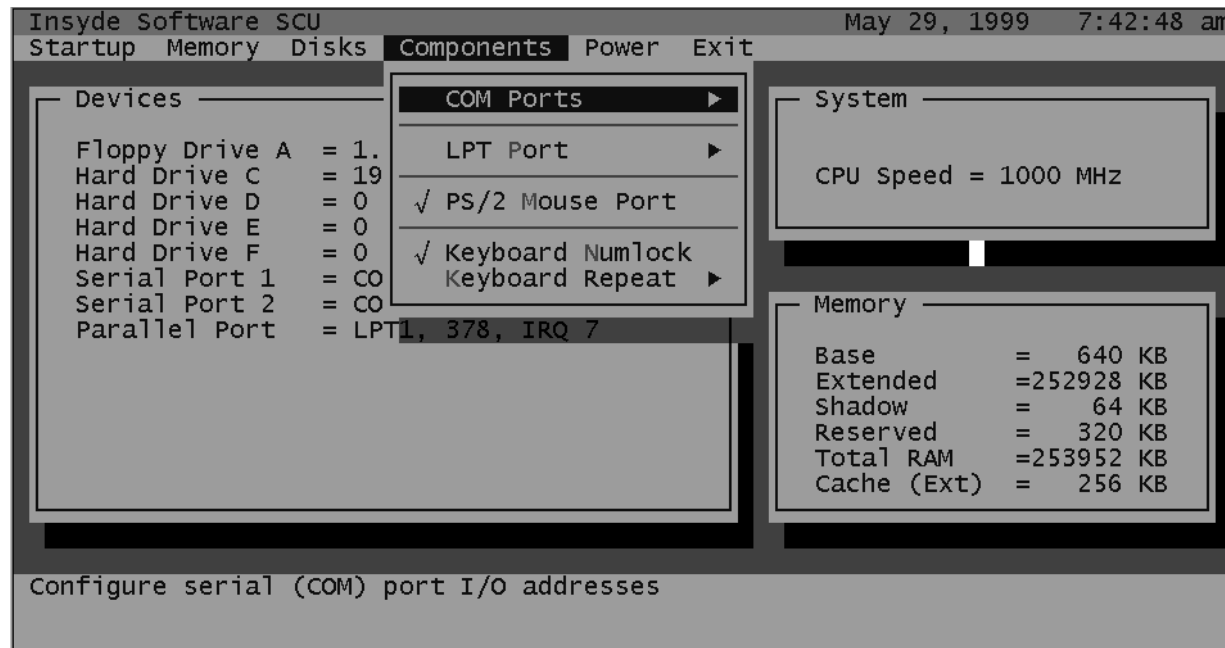 Insyde Software SCU May 29, 1999 7:42:48 am
Startup Memory Disks Components Power Exit
Devices
Floppy Drive A = 1.
Hard Drive C = 19
Hard Drive D = 0
Hard Drive E = 0
Hard Drive F = 0
Serial Port 1 = CO
Serial Port 2 = CO
Parallel Port = LPT1, 378, IRQ 7
COM Ports ▶
LPT Port ▶
√ PS/2 Mouse Port
√ Keyboard Numlock
Keyboard Repeat ▶
System
CPU Speed = 1000 MHz
Memory
Base = 640 KB
Extended =252928 KB
Shadow = 64 KB
Reserved = 320 KB
Total RAM =253952 KB
Cache (Ext) = 256 KB
Configure serial (COM) port I/O addresses